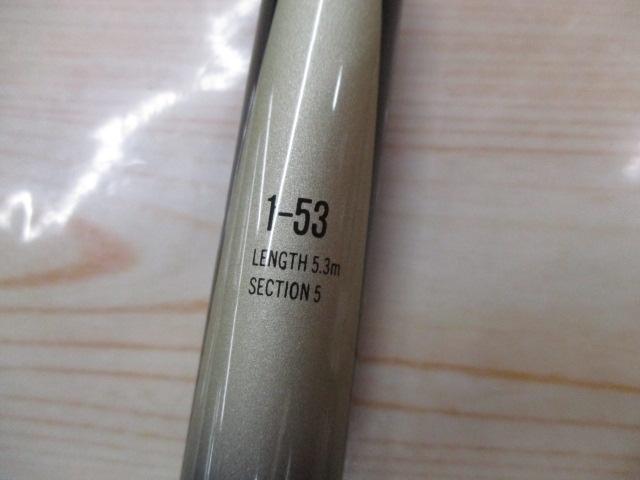 1-53
LENGTH 5.3m
SECTION 5